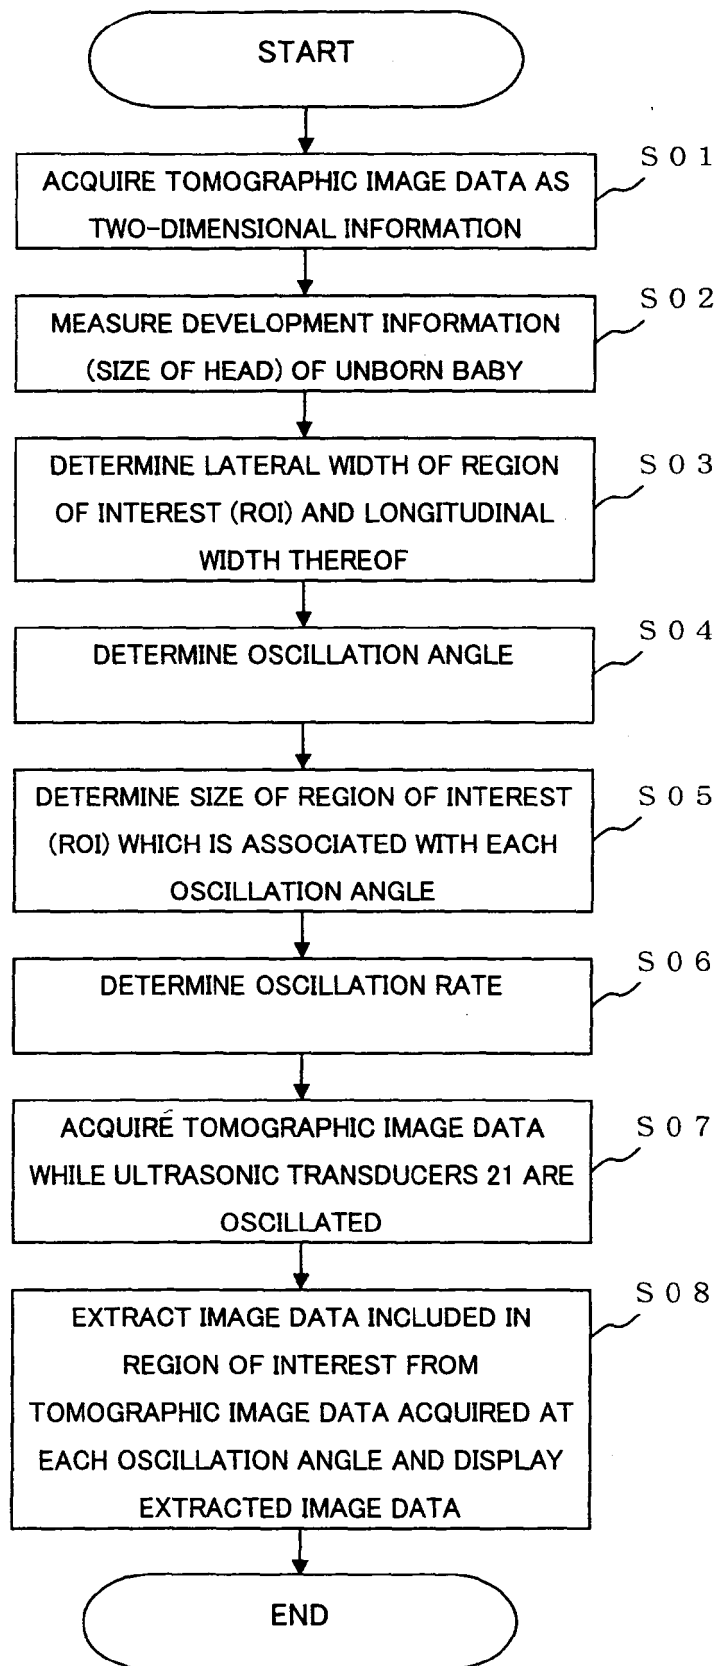 START
S01
ACQUIRE TOMOGRAPHIC IMAGE DATA AS
TWO-DIMENSIONAL INFORMATION
S02
MEASURE DEVELOPMENT INFORMATION
(SIZE OF HEAD) OF UNBORN BABY
S03
DETERMINE LATERAL WIDTH OF REGION
OF INTEREST (ROI) AND LONGITUDINAL
WIDTH THEREOF
S04
DETERMINE OSCILLATION ANGLE
S05
DETERMINE SIZE OF REGION OF INTEREST
(ROI) WHICH IS ASSOCIATED WITH EACH
OSCILLATION ANGLE
S06
DETERMINE OSCILLATION RATE
S07
ACQUIRE TOMOGRAPHIC IMAGE DATA
WHILE ULTRASONIC TRANSDUCERS 21 ARE
OSCILLATED
S08
EXTRACT IMAGE DATA INCLUDED IN
REGION OF INTEREST FROM
TOMOGRAPHIC IMAGE DATA ACQUIRED AT
EACH OSCILLATION ANGLE AND DISPLAY
EXTRACTED IMAGE DATA
END